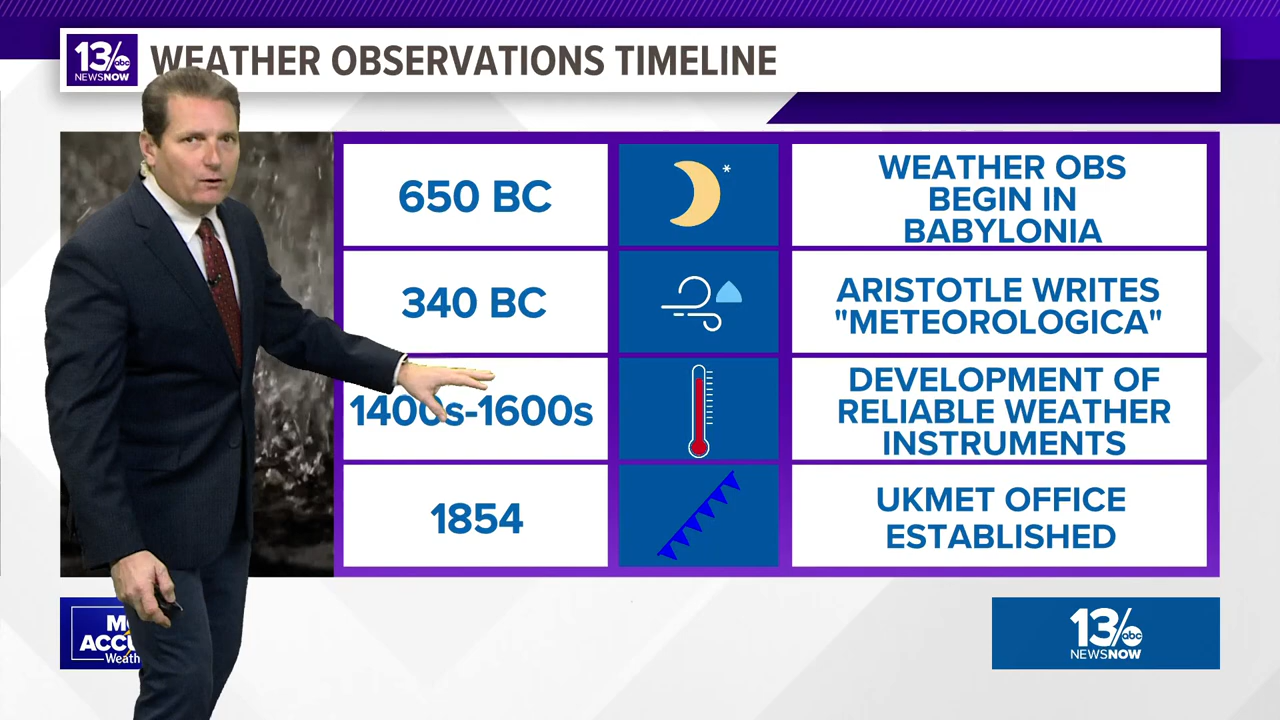 13 abc
NEWSNOW
WEATHER OBSERVATIONS TIMELINE
650 BC
WEATHER OBS
BEGIN IN
BABYLONIA
340 BC
ARISTOTLE WRITES
"METEOROLOGICA"
1400s-1600s
DEVELOPMENT OF
RELIABLE WEATHER
INSTRUMENTS
1854
UKMET OFFICE
ESTABLISHED
13 abc
NEWSNOW